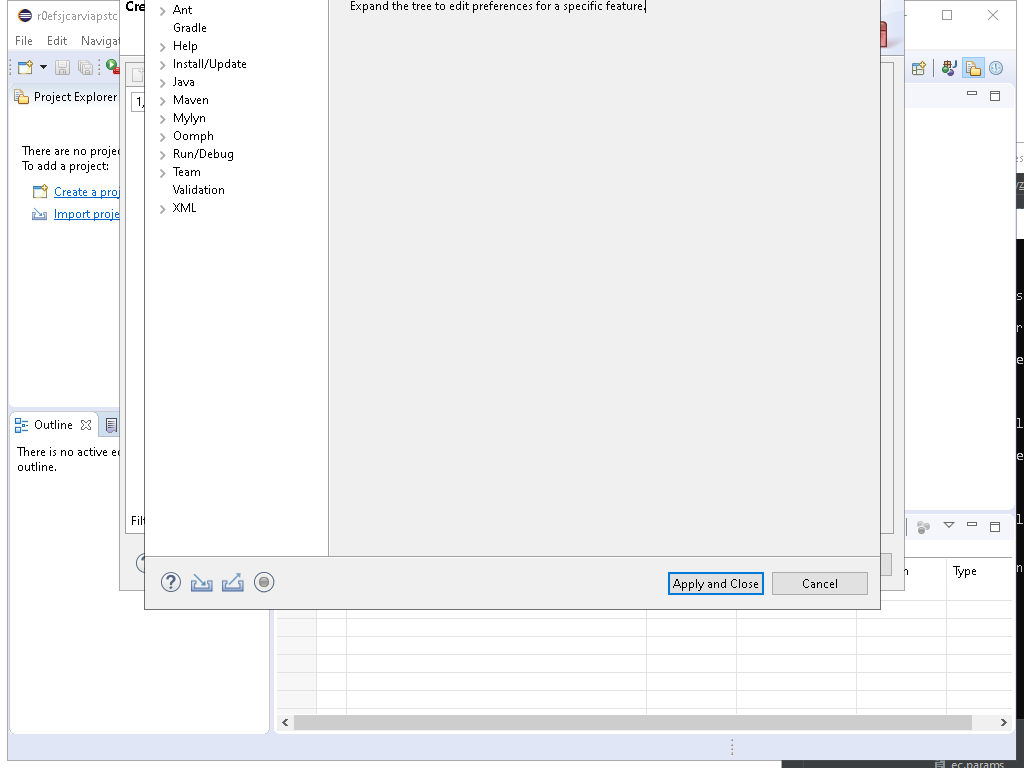 r0efsjcarviapstc
File Edit Navigat
Project Explorer
There are no projec
To add a project:
Create a proj
Import proje
Outline
There is no active ed
outline.
Cre
1,
Filt
Ant
Gradle
Help
Install/Update
Java
Maven
Mylyn
Oomph
Run/Debug
Team
Validation
XML
Expand the tree to edit preferences for a specific feature.
Apply and Close
Cancel
Type
ec.params